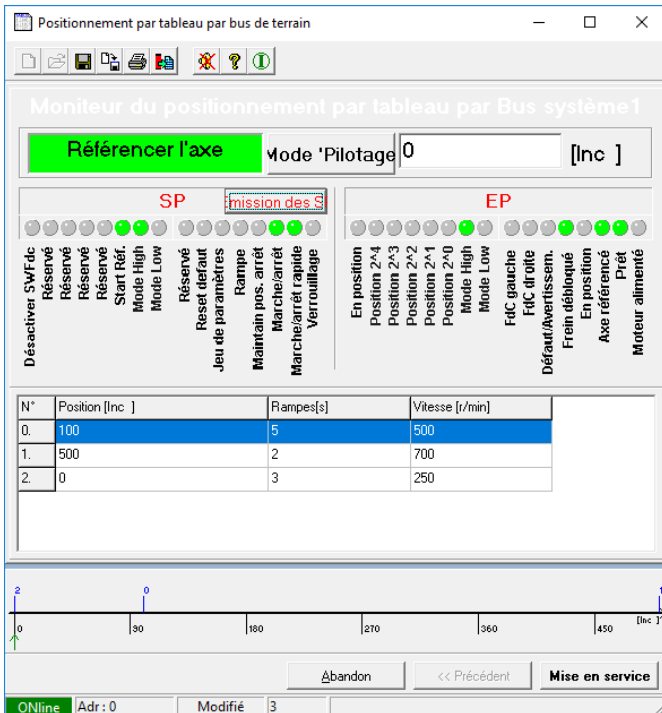 Positionnement par tableau par bus de terrain
Moniteur du positionnement par tableau par Bus système1
Référencer l'axe
Mode 'Pilotage
0
[Inc ]
SP
Emission des S
EP
Désactiver SWFdc
Réservé
Réservé
Réservé
Réservé
Start Réf.
Mode High
Mode Low
Réservé
Reset defaut
Jeu de paramètres
Rampe
Maintain pos. arrêt
Marche/arrêt
Marche/arrêt rapide
Verrouillage
En position
Position 2^4
Position 2^3
Position 2^2
Position 2^1
Position 2^0
Mode High
Mode Low
FdC gauche
FdC droite
Défaut/Avertissem.
Frein débloqué
En position
Axe référencé
Prêt
Moteur alimenté
N° Position [Inc ] Rampes[s] Vitesse [r/min]
0. 100 5 500
1. 500 2 700
2. 0 3 250
2 0 1
0 90 180 270 360 450 [Inc ]
Abandon << Précédent Mise en service
ONline Adr : 0 Modifié 3